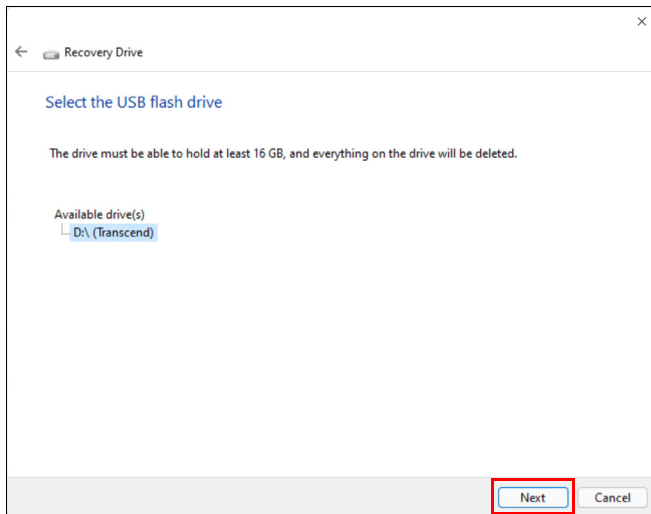 Recovery Drive
Select the USB flash drive
The drive must be able to hold at least 16 GB, and everything on the drive will be deleted.
Available drive(s)
D:\ (Transcend)
Next
Cancel